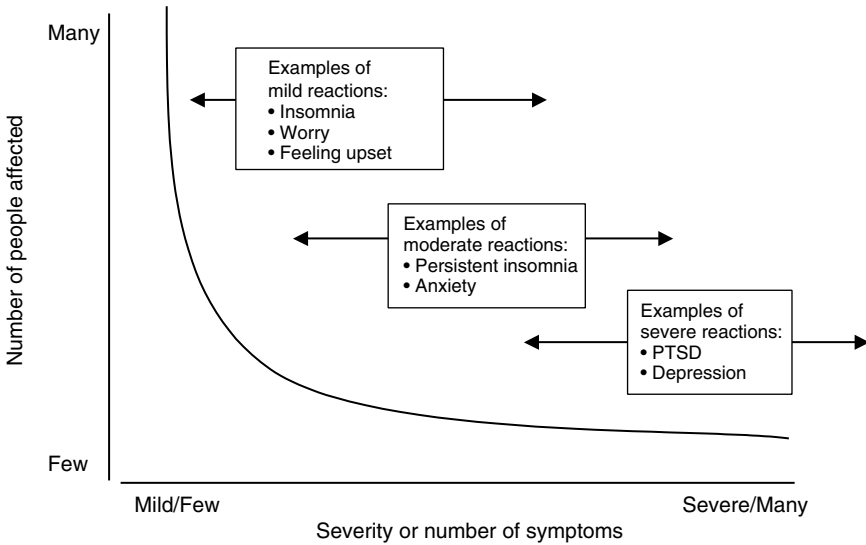 Many
Examples of
mild reactions:
• Insomnia
• Worry
• Feeling upset
Examples of
moderate reactions:
• Persistent insomnia
• Anxiety
Examples of
severe reactions:
• PTSD
• Depression
Number of people affected
Few
Mild/Few
Severe/Many
Severity or number of symptoms